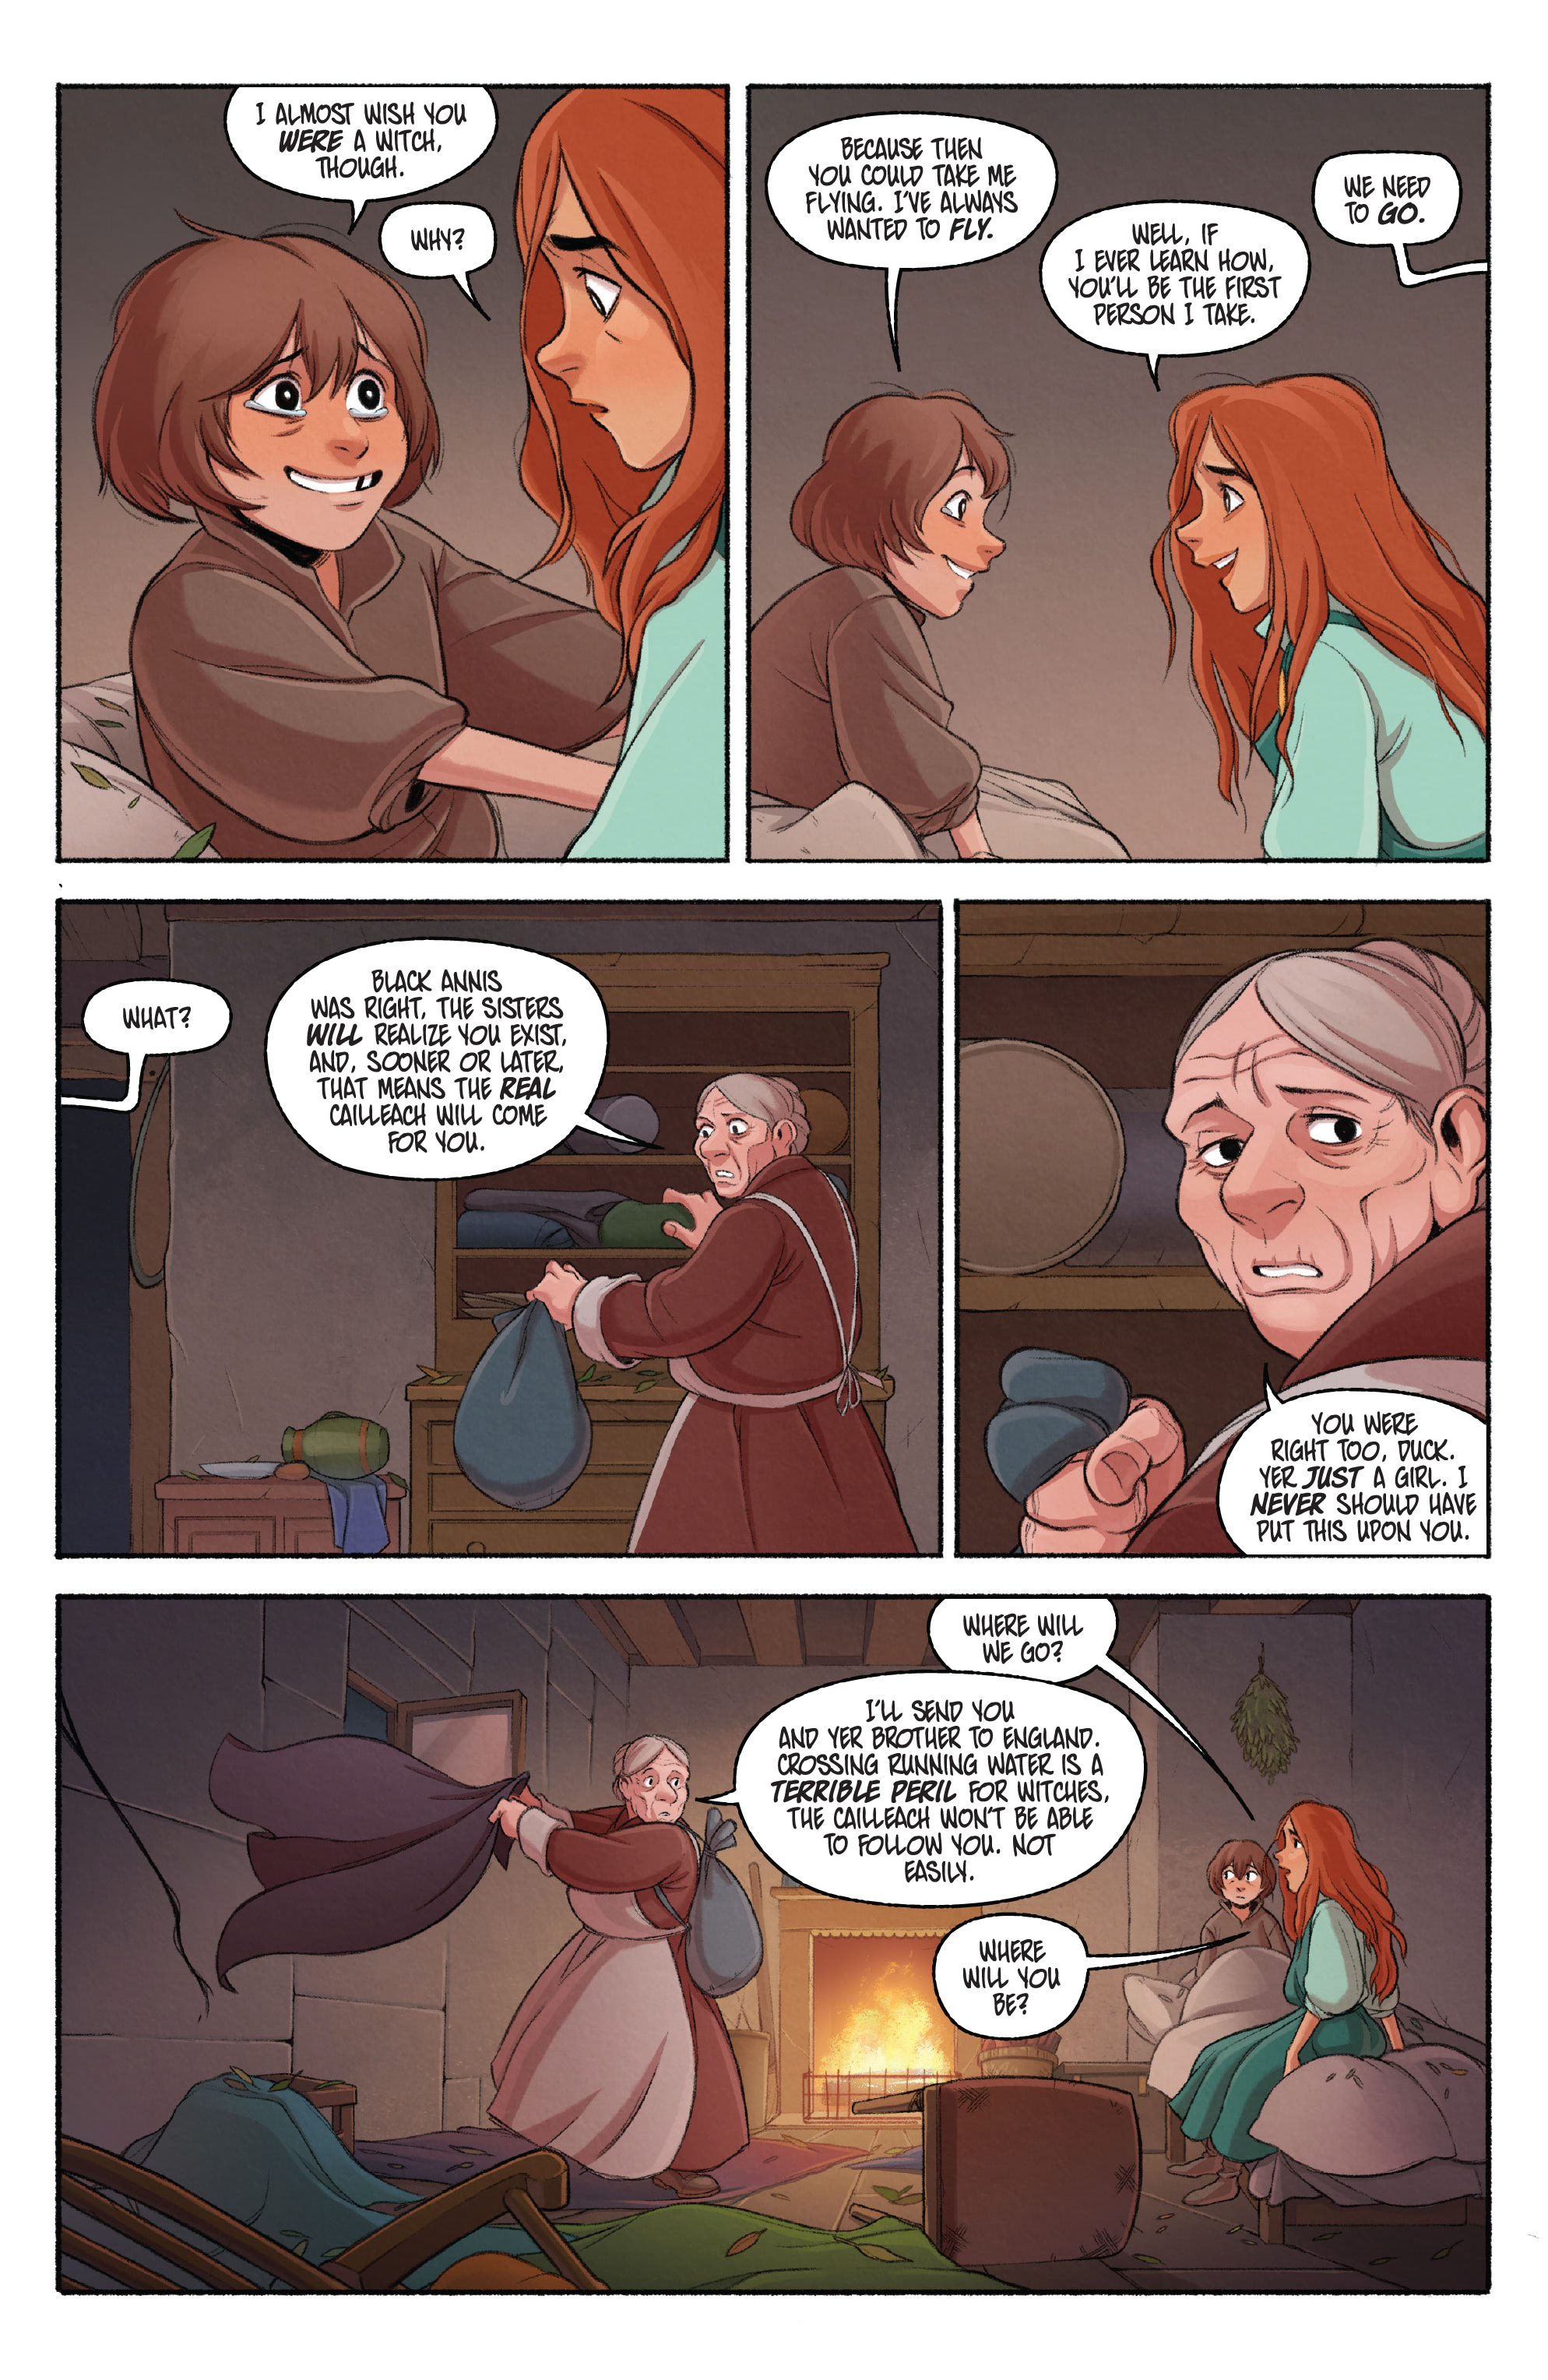 I ALMOST WISH YOU
WERE A WITCH,
THOUGH.
WHY?
BECAUSE THEN
YOU COULD TAKE ME
FLYING. I'VE ALWAYS
WANTED TO FLY.
WELL, IF
I EVER LEARN HOW,
YOU'LL BE THE FIRST
PERSON I TAKE.
WE NEED
TO GO.
WHAT?
BLACK ANNIS
WAS RIGHT, THE SISTERS
WILL REALIZE YOU EXIST,
AND, SOONER OR LATER,
THAT MEANS THE REAL
CAILLEACH WILL COME
FOR YOU.
YOU WERE
RIGHT TOO, DUCK.
YER JUST A GIRL. I
NEVER SHOULD HAVE
PUT THIS UPON YOU.
WHERE WILL
WE GO?
I'LL SEND YOU
AND YER BROTHER TO ENGLAND.
CROSSING RUNNING WATER IS A
TERRIBLE PERIL FOR WITCHES,
THE CAILLEACH WON'T BE ABLE
TO FOLLOW YOU. NOT
EASILY.
WHERE
WILL YOU
BE?